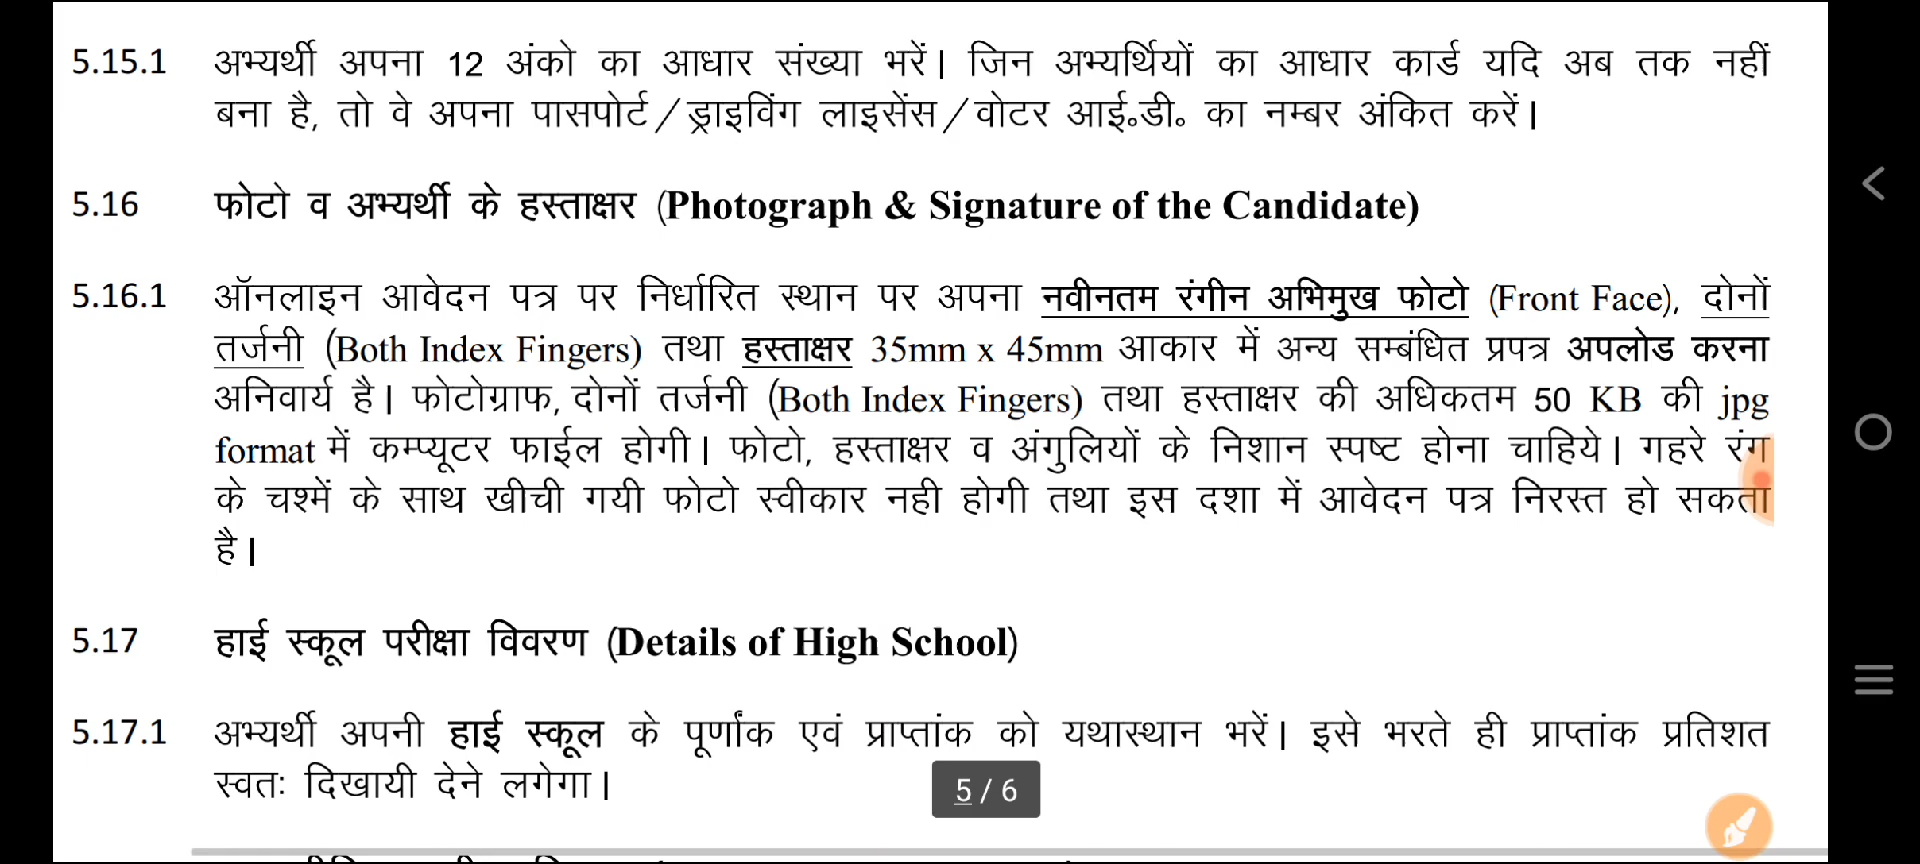 5.15.1 अभ्यर्थी अपना 12 अंको का आधार संख्या भरें। जिन अभ्यर्थियों का आधार कार्ड यदि अब तक नहीं
बना है, तो वे अपना पासपोर्ट/ड्राइविंग लाइसेंस/वोटर आई॰डी॰ का नम्बर अंकित करें।
5.16 फोटो व अभ्यर्थी के हस्ताक्षर (Photograph & Signature of the Candidate)
5.16.1 ऑनलाइन आवेदन पत्र पर निर्धारित स्थान पर अपना नवीनतम रंगीन अभिमुख फोटो (Front Face), दोनों
तर्जनी (Both Index Fingers) तथा हस्ताक्षर 35mm x 45mm आकार में अन्य सम्बंधित प्रपत्र अपलोड करना
अनिवार्य है। फोटोग्राफ, दोनों तर्जनी (Both Index Fingers) तथा हस्ताक्षर की अधिकतम 50 KB की jpg
format में कम्प्यूटर फाईल होगी। फोटो, हस्ताक्षर व अंगुलियों के निशान स्पष्ट होना चाहिये। गहरे रंग
के चश्में के साथ खीची गयी फोटो स्वीकार नही होगी तथा इस दशा में आवेदन पत्र निरस्त हो सकता
है।
5.17 हाई स्कूल परीक्षा विवरण (Details of High School)
5.17.1 अभ्यर्थी अपनी हाई स्कूल के पूर्णांक एवं प्राप्तांक को यथास्थान भरें। इसे भरते ही प्राप्तांक प्रतिशत
स्वतः दिखायी देने लगेगा।
5 / 6